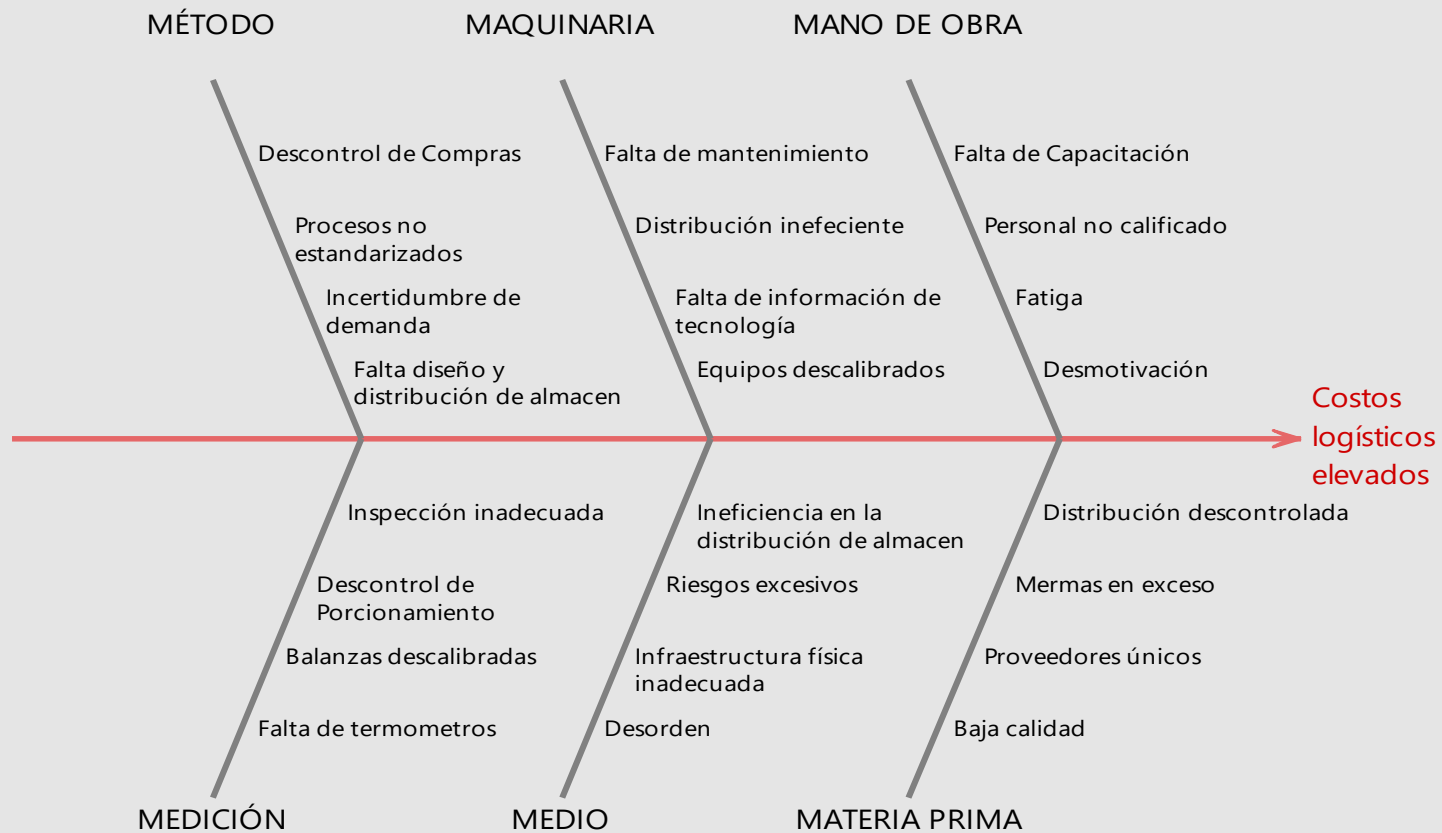 MÉTODO
MAQUINARIA
MANO DE OBRA
Descontrol de Compras
Procesos no
estandarizados
Incertidumbre de
demanda
Falta diseño y
distribución de almacen
Falta de mantenimiento
Distribución inefeciente
Falta de información de
tecnología
Equipos descalibrados
Falta de Capacitación
Personal no calificado
Fatiga
Desmotivación
Costos
logísticos
elevados
Inspección inadecuada
Descontrol de
Porcionamiento
Balanzas descalibradas
Falta de termometros
Ineficiencia en la
distribución de almacen
Riesgos excesivos
Infraestructura física
inadecuada
Desorden
Distribución descontrolada
Mermas en exceso
Proveedores únicos
Baja calidad
MEDICIÓN
MEDIO
MATERIA PRIMA